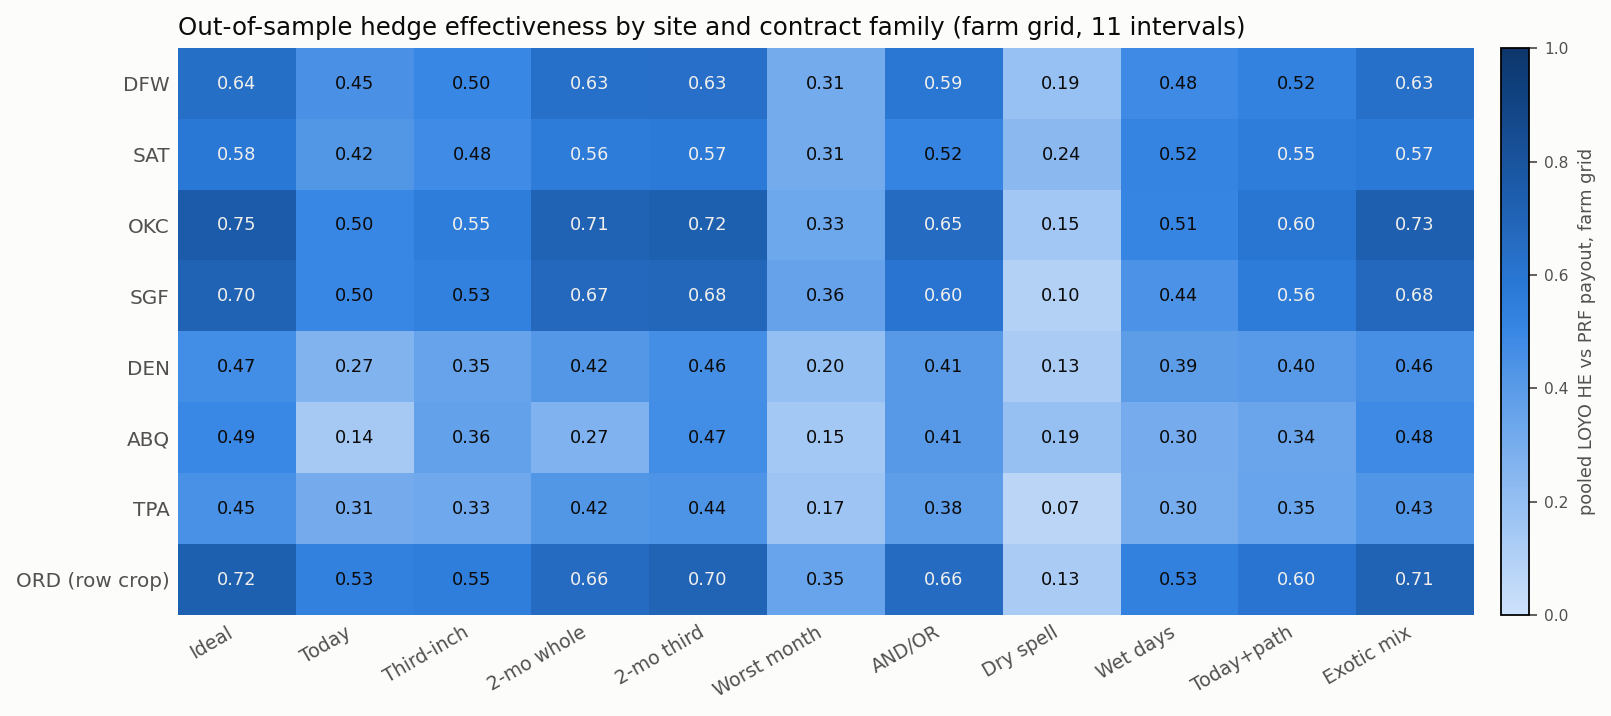 Out-of-sample hedge effectiveness by site and contract family (farm grid, 11 intervals)
DFW 0.64 0.45 0.50 0.63 0.63 0.31 0.59 0.19 0.48 0.52 0.63
SAT 0.58 0.42 0.48 0.56 0.57 0.31 0.52 0.24 0.52 0.55 0.57
OKC 0.75 0.50 0.55 0.71 0.72 0.33 0.65 0.15 0.51 0.60 0.73
SGF 0.70 0.50 0.53 0.67 0.68 0.36 0.60 0.10 0.44 0.56 0.68
DEN 0.47 0.27 0.35 0.42 0.46 0.20 0.41 0.13 0.39 0.40 0.46
ABQ 0.49 0.14 0.36 0.27 0.47 0.15 0.41 0.19 0.30 0.34 0.48
TPA 0.45 0.31 0.33 0.42 0.44 0.17 0.38 0.07 0.30 0.35 0.43
ORD (row crop) 0.72 0.53 0.55 0.66 0.70 0.35 0.66 0.13 0.53 0.60 0.71
Ideal Today Third-inch 2-mo whole 2-mo third Worst month AND/OR Dry spell Wet days Today+path Exotic mix
1.0
0.8
0.6
0.4
0.2
0.0
pooled LOYO HE vs PRF payout, farm grid